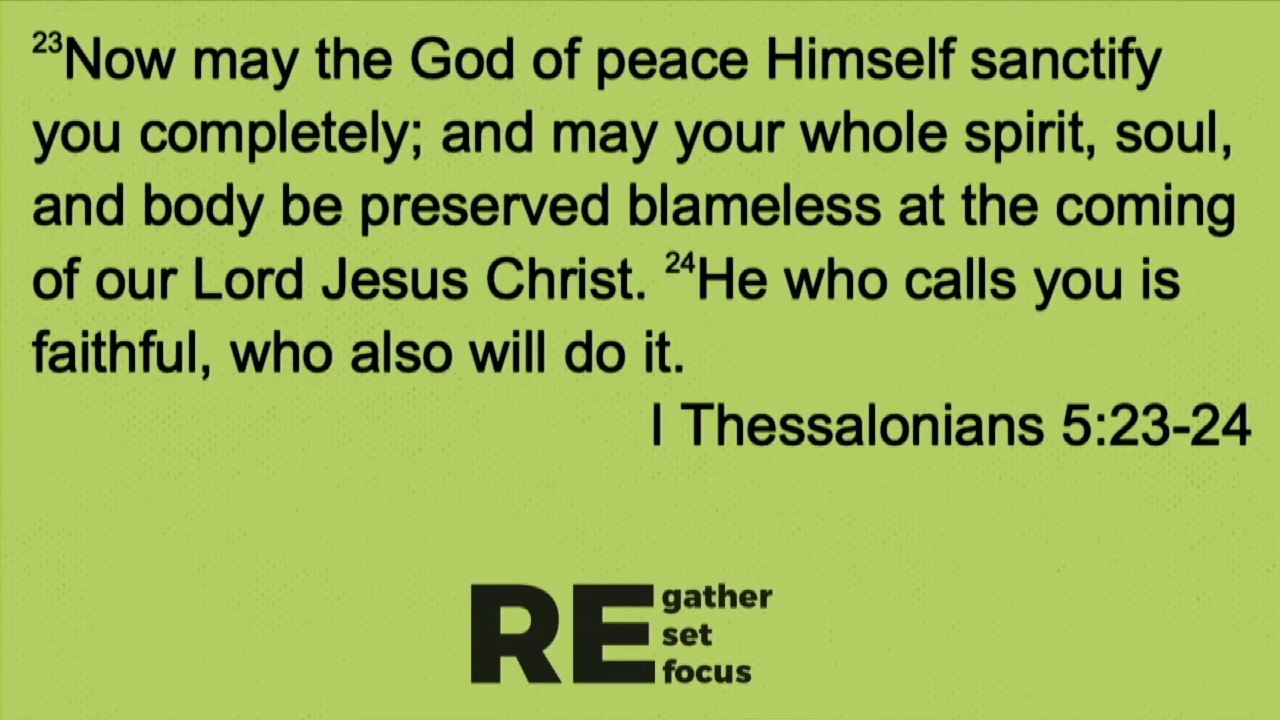 ²³Now may the God of peace Himself sanctify
you completely; and may your whole spirit, soul,
and body be preserved blameless at the coming
of our Lord Jesus Christ. ²⁴He who calls you is
faithful, who also will do it.
I Thessalonians 5:23-24
RE gather
set
focus